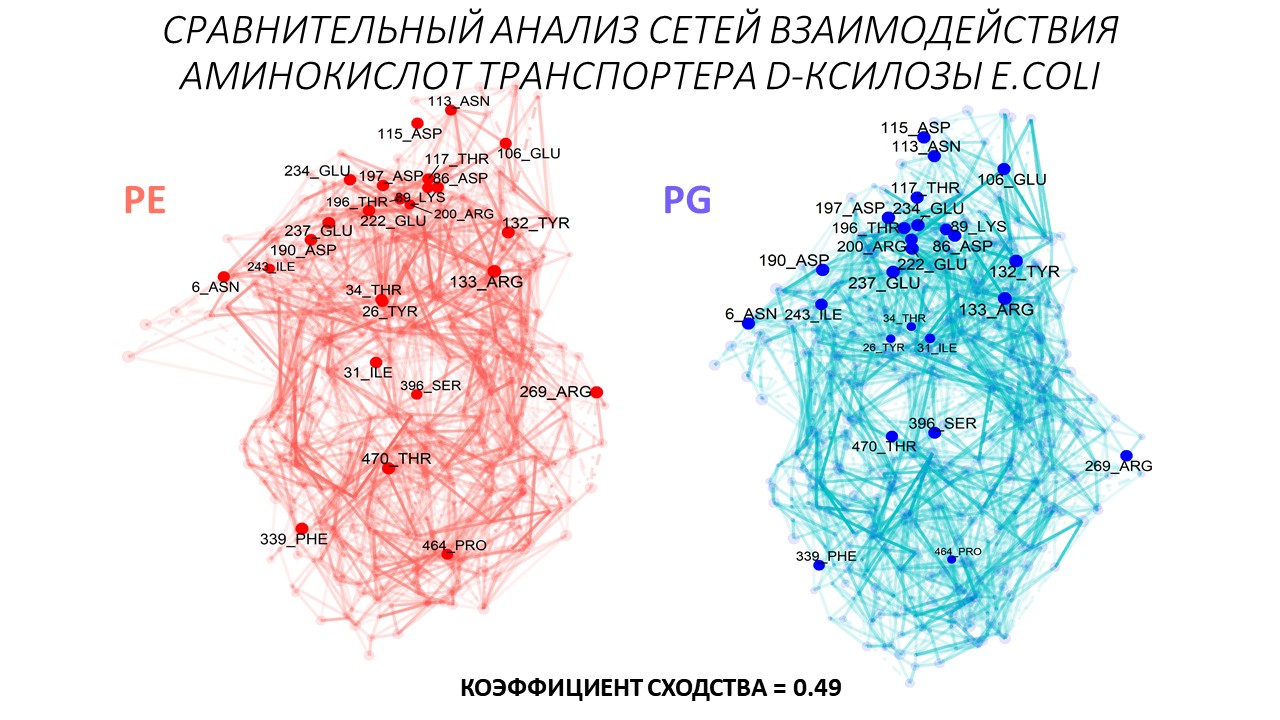 СРАВНИТЕЛЬНЫЙ АНАЛИЗ СЕТЕЙ ВЗАИМОДЕЙСТВИЯ
АМИНОКИСЛОТ ТРАНСПОРТЕРА D-КСИЛОЗЫ E.COLI
PE
113_ASN
115_ASP
106_GLU
117_THR
234_GLU
197_ASP
86_ASP
89_LYS
196_THR
200_ARG
222_GLU
132_TYR
237_GLU
190_ASP
243_ILE
6_ASN
133_ARG
34_THR
26_TYR
31_ILE
396_SER
269_ARG
470_THR
339_PHE
464_PRO
PG
115_ASP
113_ASN
106_GLU
117_THR
197_ASP
234_GLU
196_THR
89_LYS
200_ARG
86_ASP
190_ASP
222_GLU
132_TYR
237_GLU
6_ASN
243_ILE
133_ARG
34_THR
26_TYR
31_ILE
396_SER
470_THR
269_ARG
339_PHE
464_PRO
КОЭФФИЦИЕНТ СХОДСТВА = 0.49